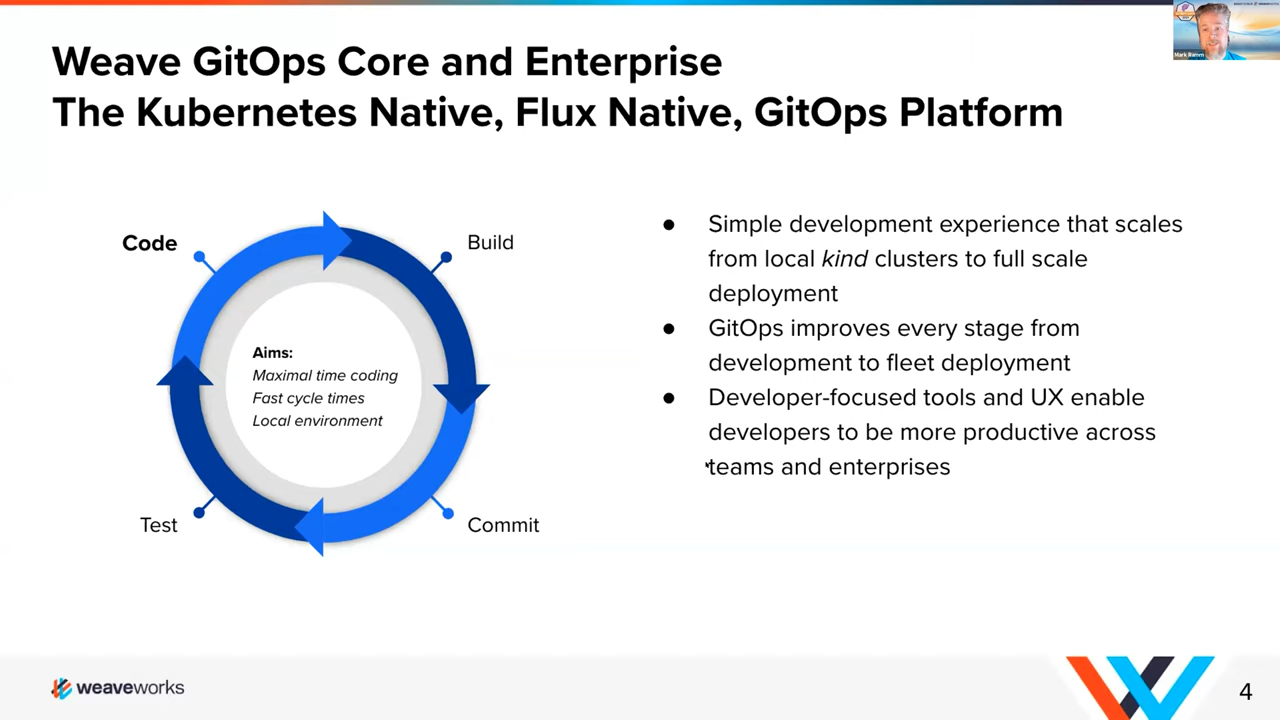 Weave GitOps Core and Enterprise
The Kubernetes Native, Flux Native, GitOps Platform
Code
Build
Aims:
Maximal time coding
Fast cycle times
Local environment
Test
Commit
● Simple development experience that scales
from local kind clusters to full scale
deployment
● GitOps improves every stage from
development to fleet deployment
● Developer-focused tools and UX enable
developers to be more productive across
teams and enterprises
Mark Ramm
weaveworks
4